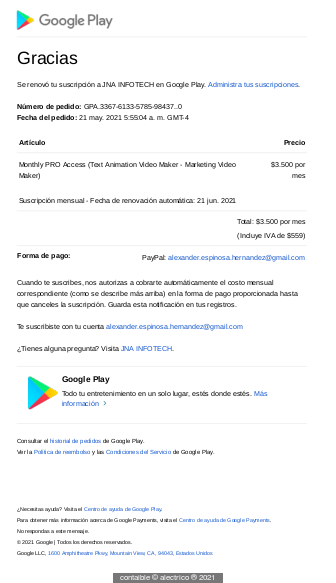 Google Play
Gracias
Se renovó tu suscripción a JNA INFOTECH en Google Play. Administra tus suscripciones.
Número de pedido: GPA.3367-6133-5785-98437..0
Fecha del pedido: 21 may. 2021 5:55:04 a. m. GMT-4
Artículo Precio
Monthly PRO Access (Text Animation Video Maker - Marketing Video $3.500 por
Maker) mes
Suscripción mensual - Fecha de renovación automática: 21 jun. 2021
Total: $3.500 por mes
(Incluye IVA de $559)
Forma de pago: PayPal: alexander.espinosa.hernandez@gmail.com
Cuando te suscribes, nos autorizas a cobrarte automáticamente el costo mensual
correspondiente (como se describe más arriba) en la forma de pago proporcionada hasta
que canceles la suscripción. Guarda esta notificación en tus registros.
Te suscribiste con tu cuenta alexander.espinosa.hernandez@gmail.com
¿Tienes alguna pregunta? Visita JNA INFOTECH.
Google Play
Todo tu entretenimiento en un solo lugar, estés donde estés. Más
información >
Consultar el historial de pedidos de Google Play.
Ver la Política de reembolso y las Condiciones del Servicio de Google Play.
¿Necesitas ayuda? Visita el Centro de ayuda de Google Play.
Para obtener más información acerca de Google Payments, visita el Centro de ayuda de Google Payments.
No respondas a este mensaje.
© 2021 Google | Todos los derechos reservados.
Google LLC, 1600 Amphitheatre Pkwy, Mountain View, CA, 94043, Estados Unidos
contaible © alectrico ® 2021